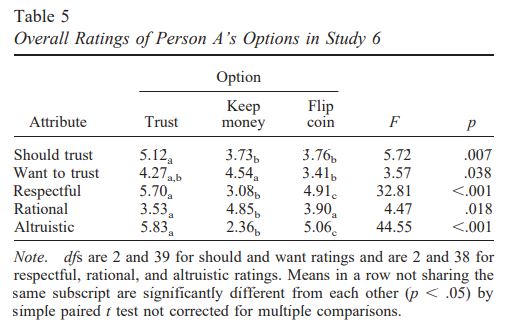 Table 5
Overall Ratings of Person A's Options in Study 6
Option
Attribute Trust Keep money Flip coin F p
Should trust 5.12a 3.73b 3.76b 5.72 .007
Want to trust 4.27a,b 4.54a 3.41b 3.57 .038
Respectful 5.70a 3.08b 4.91c 32.81 <.001
Rational 3.53a 4.85b 3.90a 4.47 .018
Altruistic 5.83a 2.36b 5.06c 44.55 <.001
Note. dfs are 2 and 39 for should and want ratings and are 2 and 38 for
respectful, rational, and altruistic ratings. Means in a row not sharing the
same subscript are significantly different from each other (p < .05) by
simple paired t test not corrected for multiple comparisons.